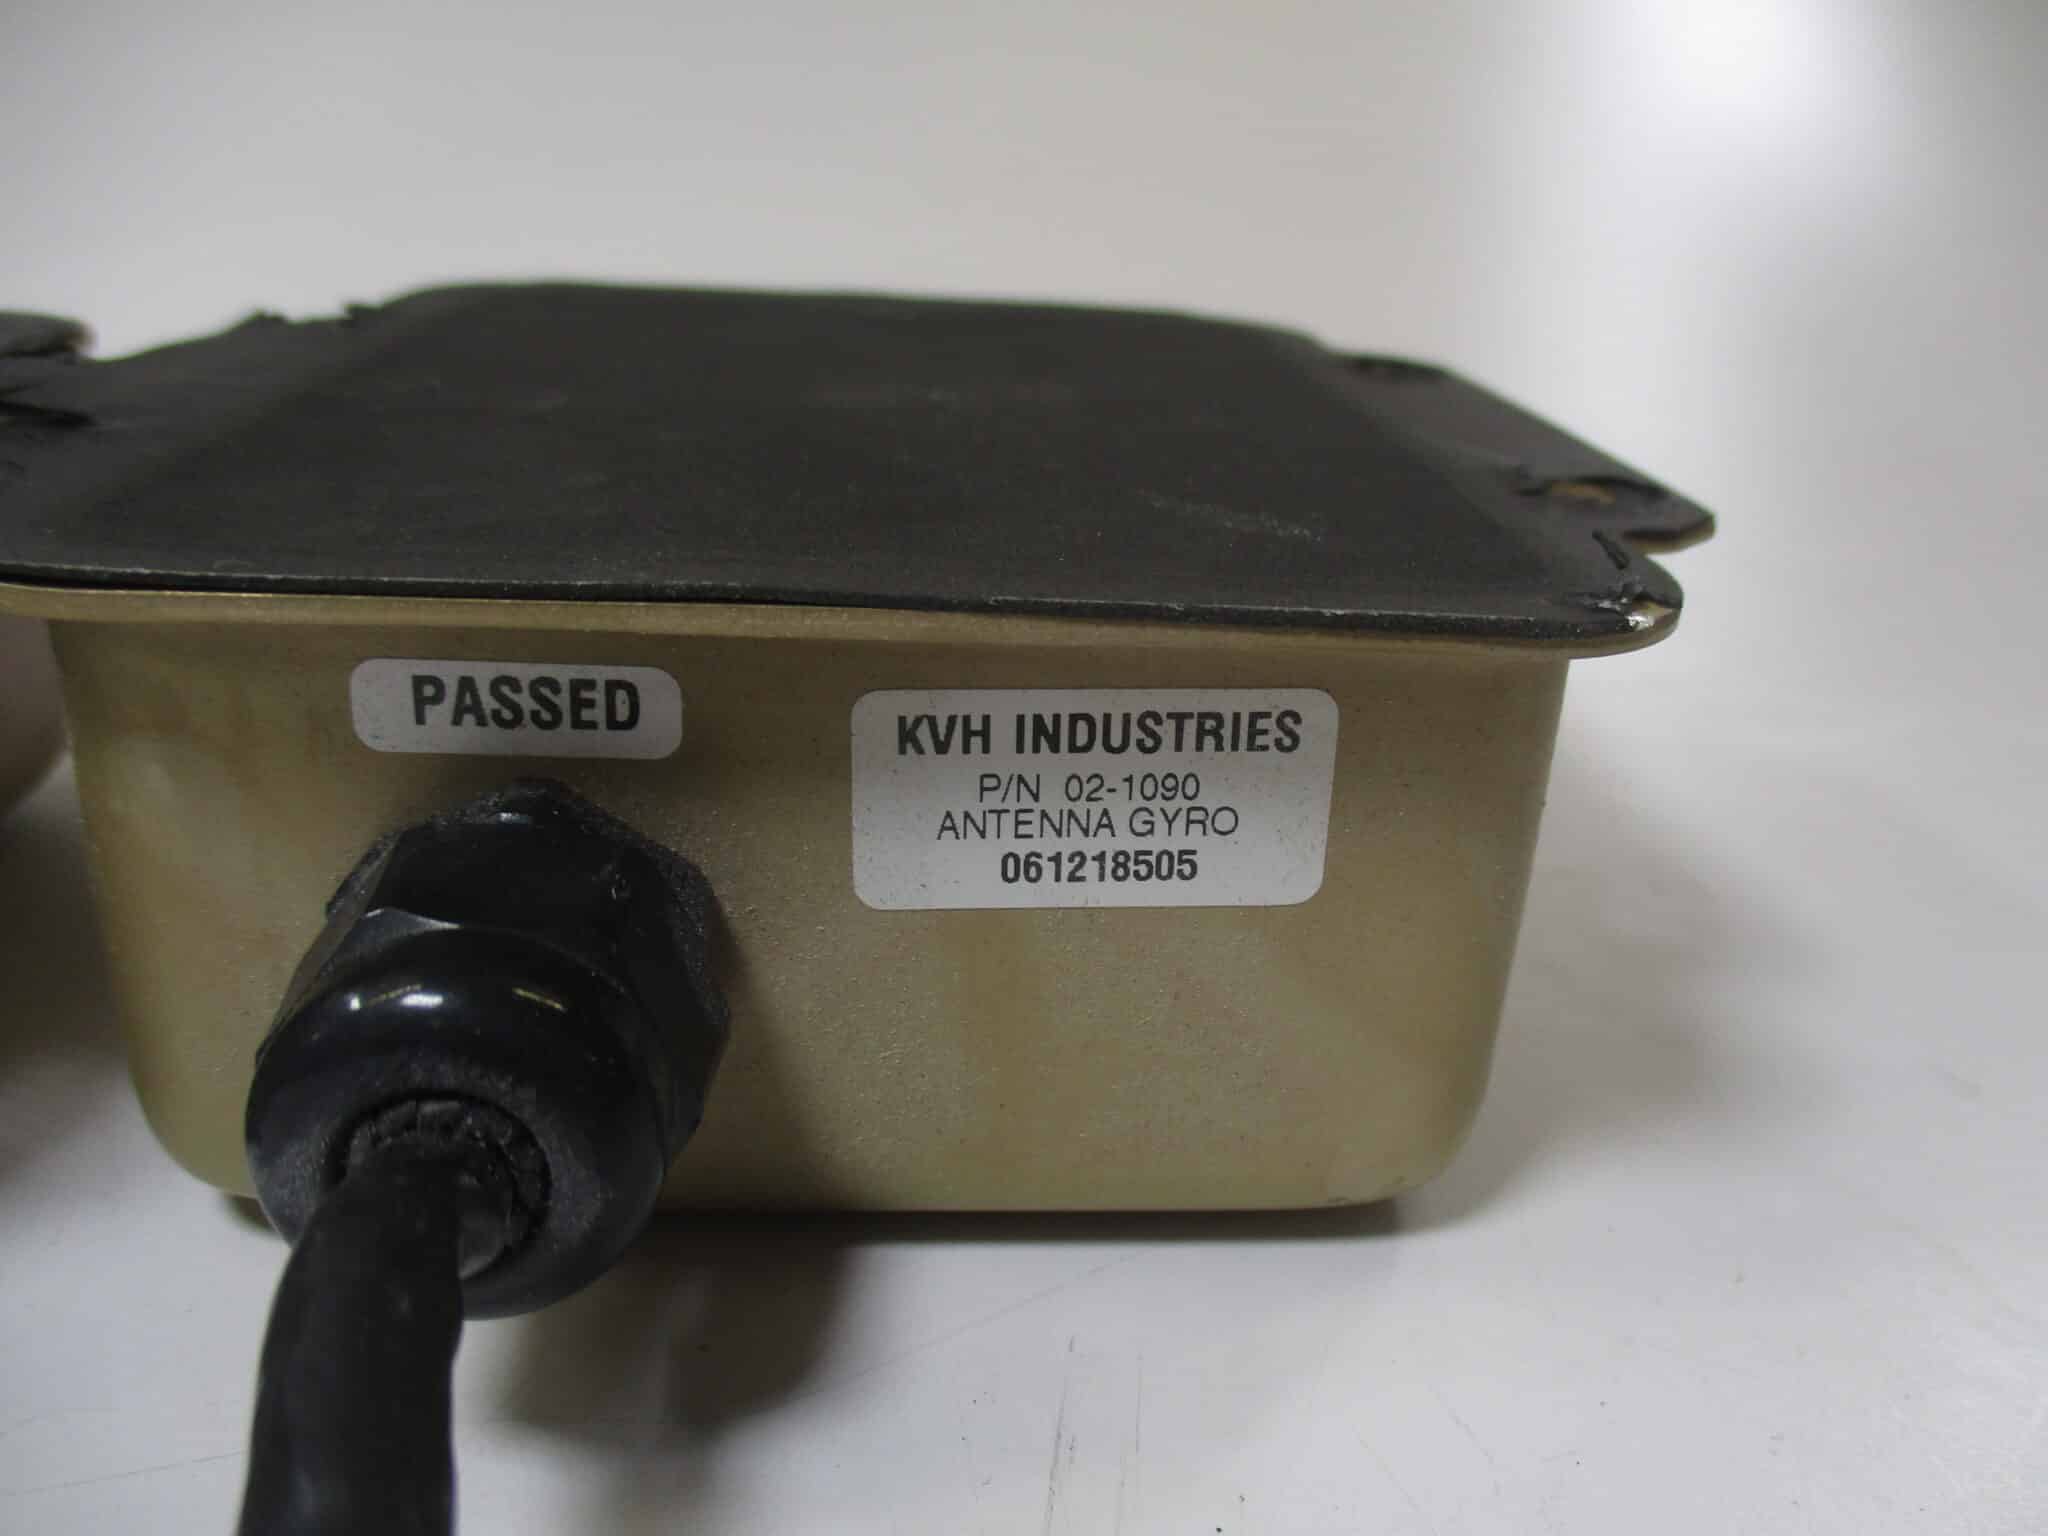 PASSED
KVH INDUSTRIES
P/N 02-1090
ANTENNA GYRO
061218505